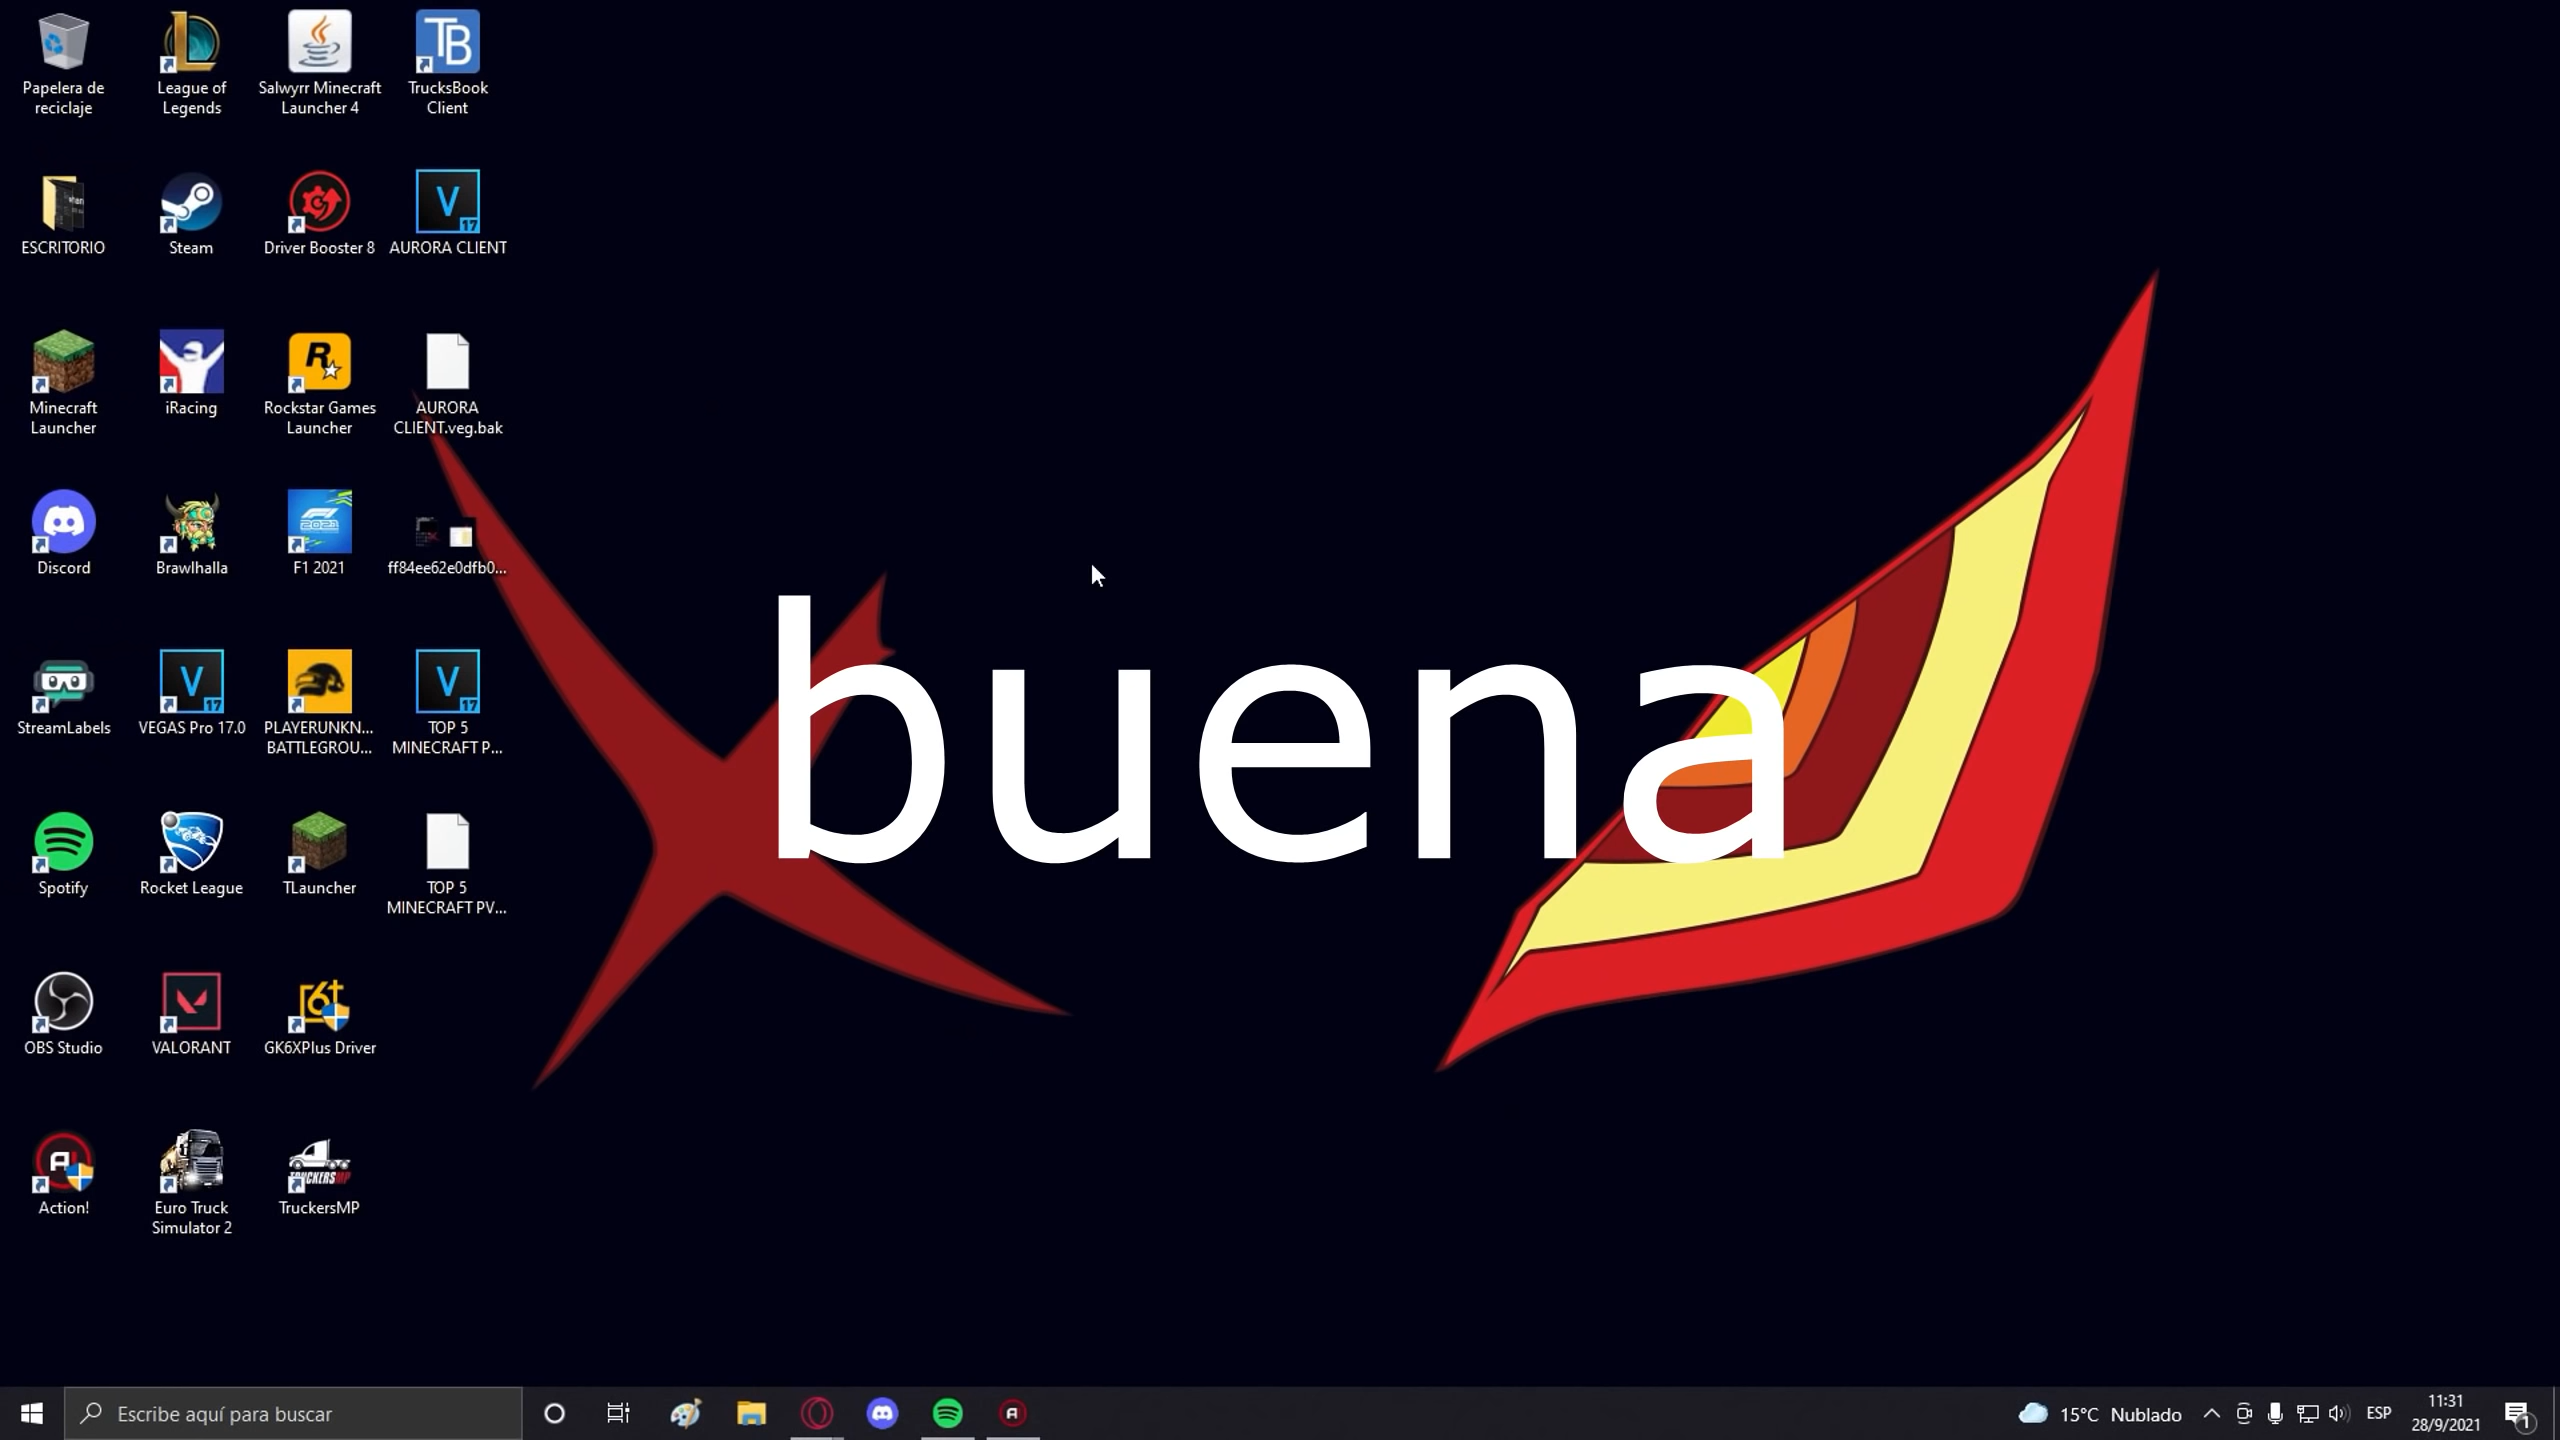 Papelera de
reciclaje
League of
Legends
Salwyrr Minecraft
Launcher 4
TrucksBook
Client
ESCRITORIO
Steam
Driver Booster 8
AURORA CLIENT
Minecraft
Launcher
iRacing
Rockstar Games
Launcher
AURORA
CLIENT.veg.bak
Discord
Brawlhalla
F1 2021
ff84ee62e0dfb0...
StreamLabels
VEGAS Pro 17.0
PLAYERUNKN...
BATTLEGROU...
TOP 5
MINECRAFT P...
buena
Spotify
Rocket League
TLauncher
TOP 5
MINECRAFT PV...
OBS Studio
VALORANT
GK6XPlus Driver
Action!
Euro Truck
Simulator 2
TruckersMP
Escribe aquí para buscar
15°C Nublado
ESP
11:31
28/9/2021
1